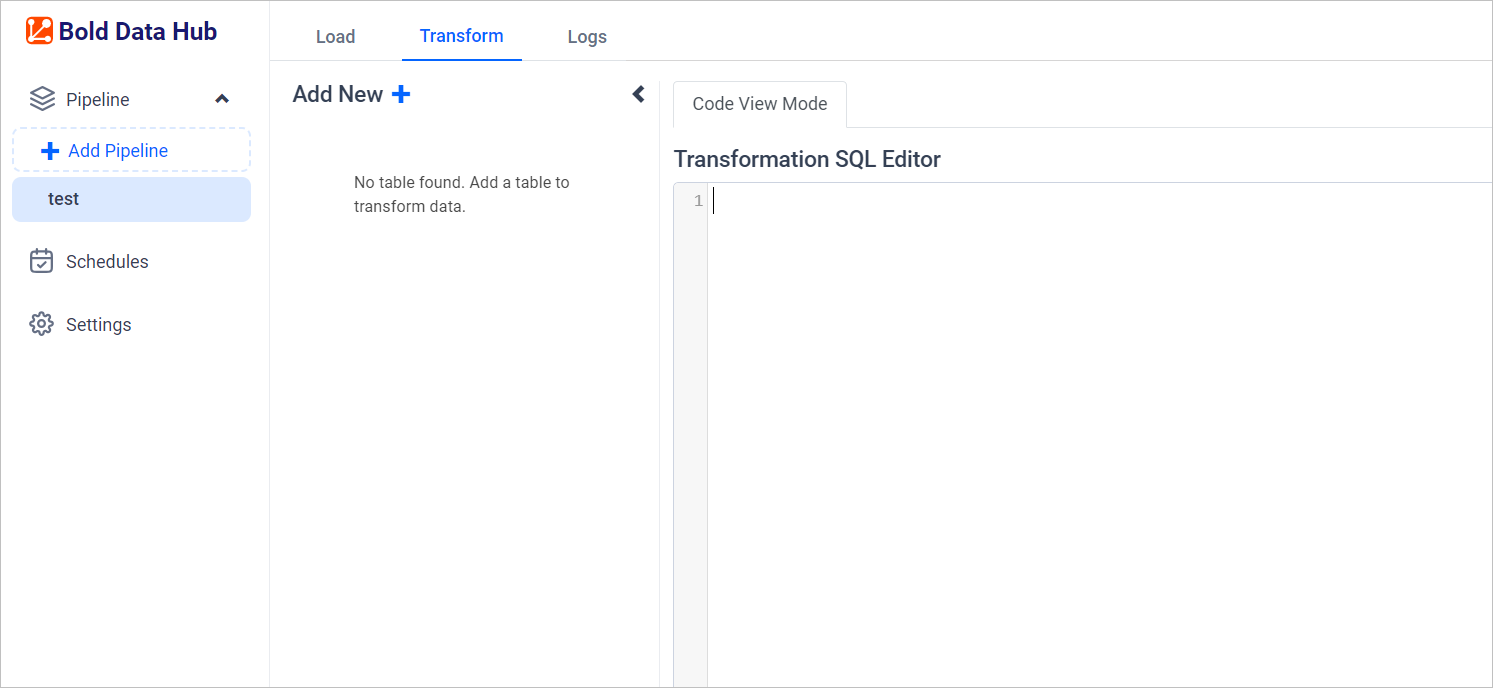 Bold Data Hub
Pipeline
Add Pipeline
test
Schedules
Settings
Load
Transform
Logs
Add New
No table found. Add a table to
transform data.
Code View Mode
Transformation SQL Editor
1